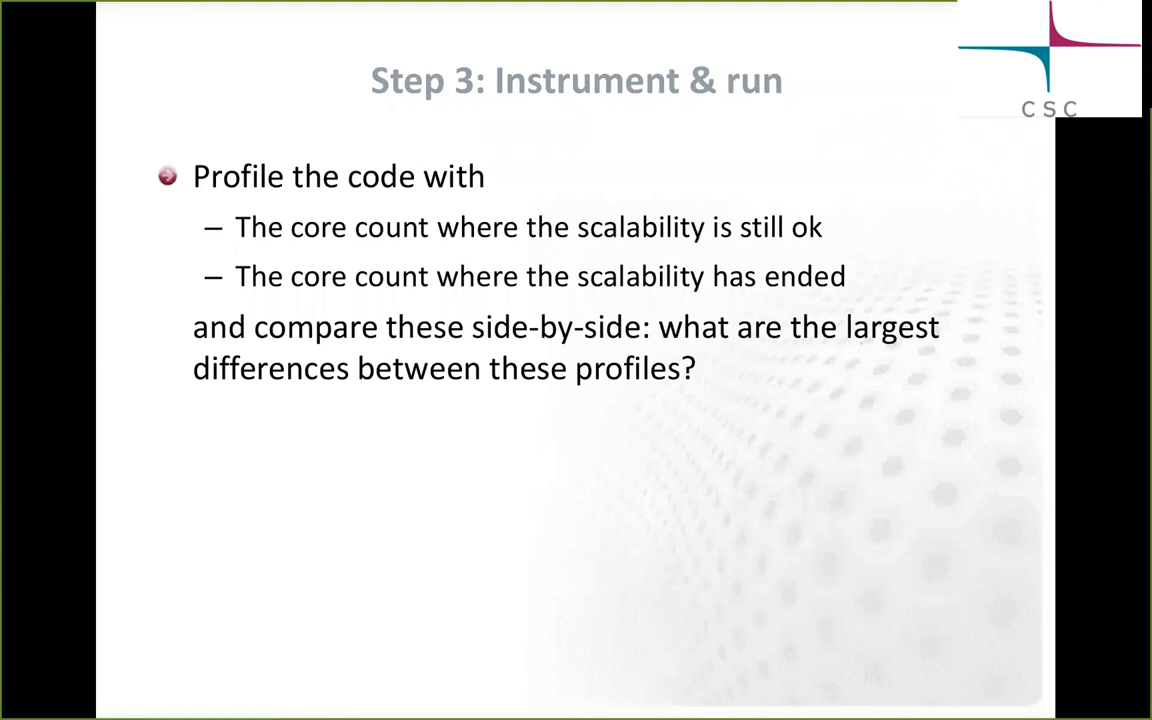 CSC
Step 3: Instrument & run
Profile the code with
– The core count where the scalability is still ok
– The core count where the scalability has ended
and compare these side-by-side: what are the largest
differences between these profiles?